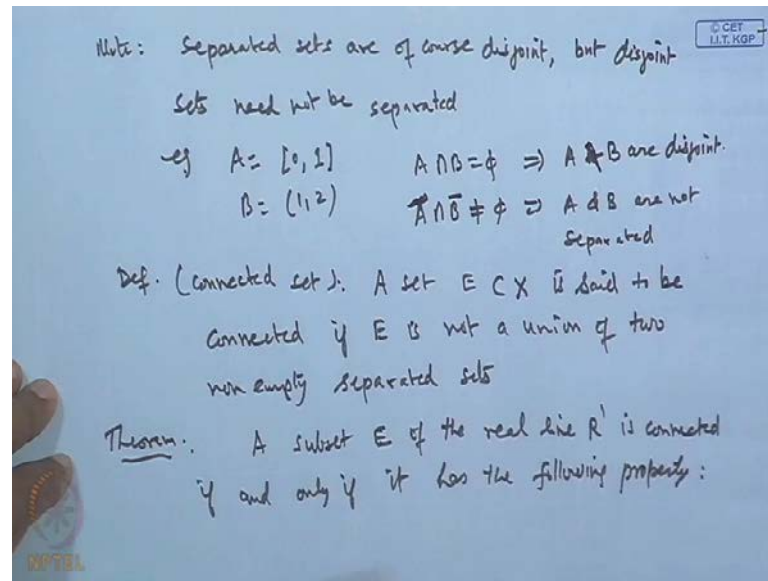 © CET
I.I.T. KGP
Note: Separated sets are of course disjoint, but disjoint
sets need not be separated
eg A = [0, 1] A ∩ B = ϕ ⇒ A & B are disjoint.
B = (1, 2) A ∩ B̅ ≠ ϕ ⇒ A & B are not
separated
Def. (Connected set). A set E ⊂ X is said to be
connected if E is not a union of two
non empty separated sets
Theorem. A subset E of the real line R¹ is connected
if and only if it has the following property:
NPTEL